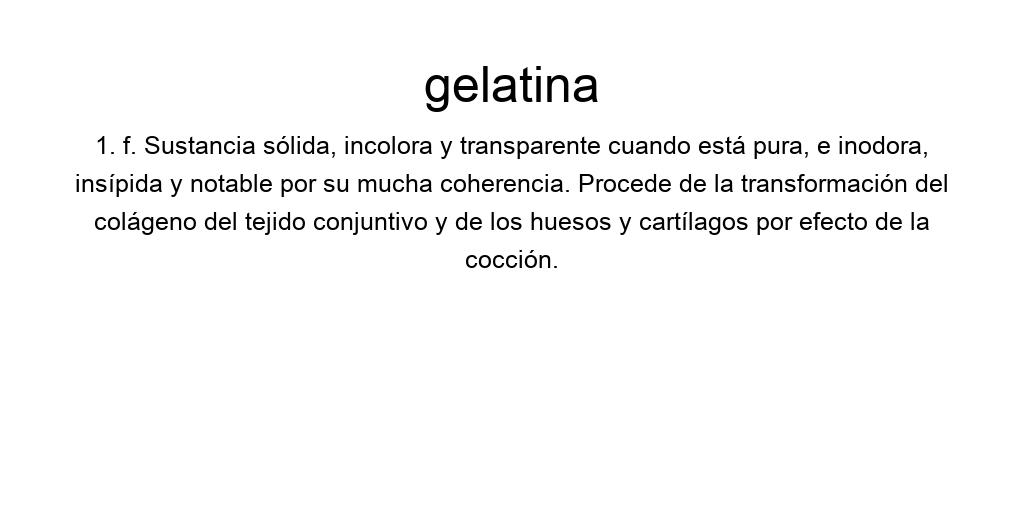 gelatina
1. f. Sustancia sólida, incolora y transparente cuando está pura, e inodora,
insípida y notable por su mucha coherencia. Procede de la transformación del
colágeno del tejido conjuntivo y de los huesos y cartílagos por efecto de la
cocción.